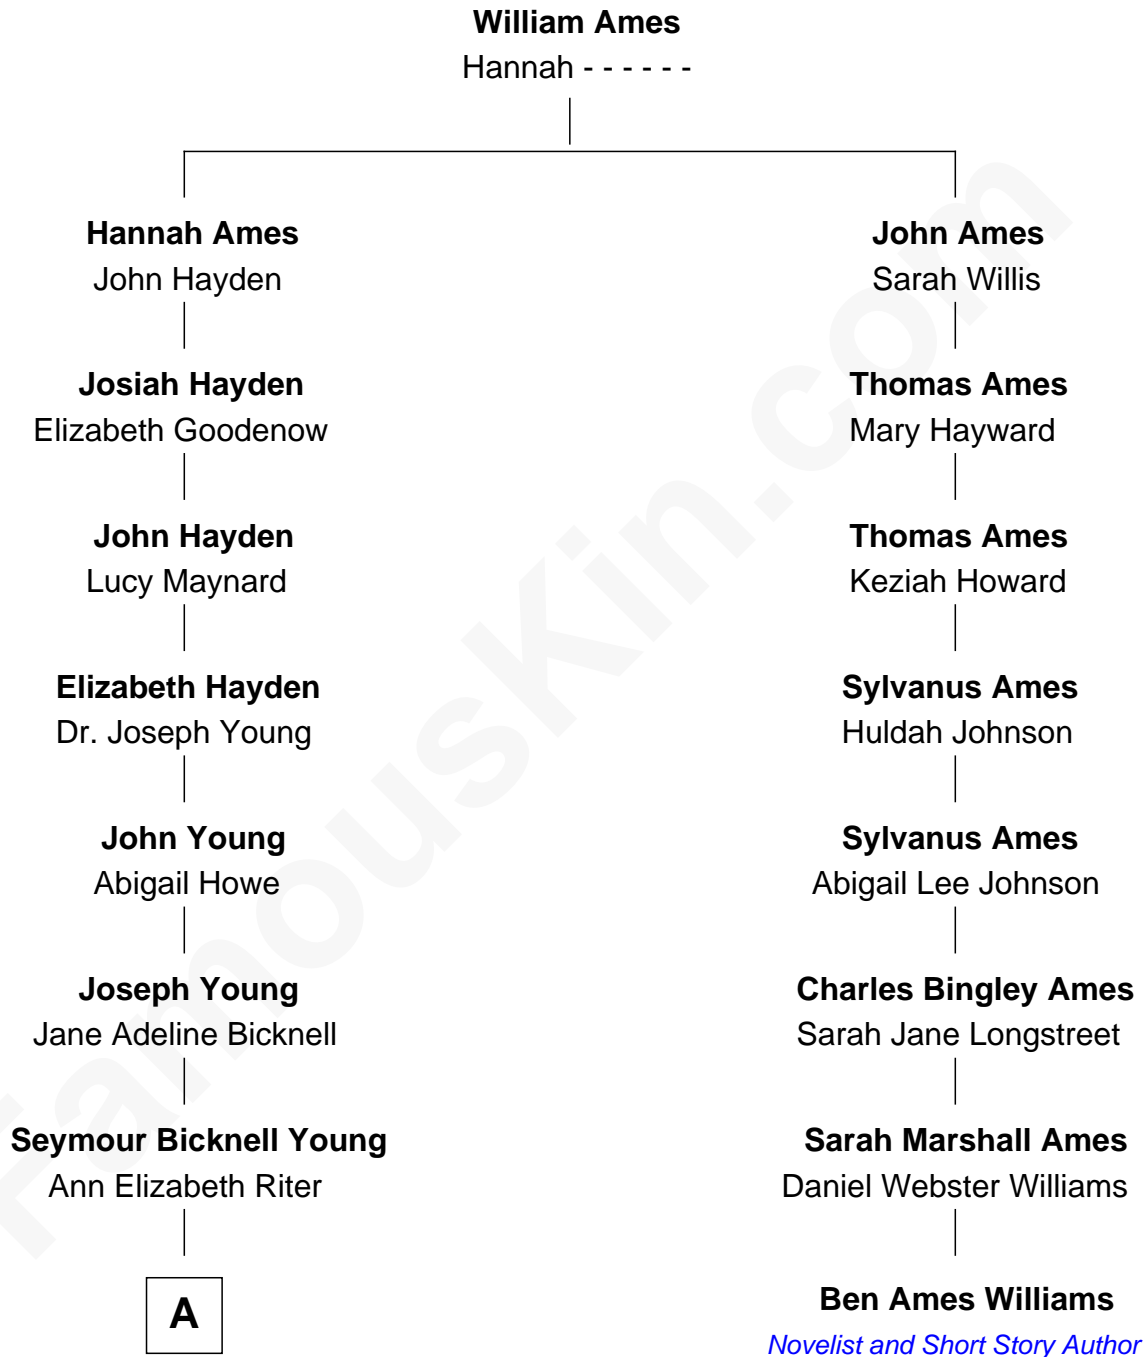 William Ames
Hannah - - - - - -
Hannah Ames
John Hayden
John Ames
Sarah Willis
Josiah Hayden
Elizabeth Goodenow
Thomas Ames
Mary Hayward
John Hayden
Lucy Maynard
Thomas Ames
Keziah Howard
Elizabeth Hayden
Dr. Joseph Young
Sylvanus Ames
Huldah Johnson
John Young
Abigail Howe
Sylvanus Ames
Abigail Lee Johnson
Joseph Young
Jane Adeline Bicknell
Charles Bingley Ames
Sarah Jane Longstreet
Seymour Bicknell Young
Ann Elizabeth Riter
Sarah Marshall Ames
Daniel Webster Williams
A
Ben Ames Williams
Novelist and Short Story Author
FamousKin.com